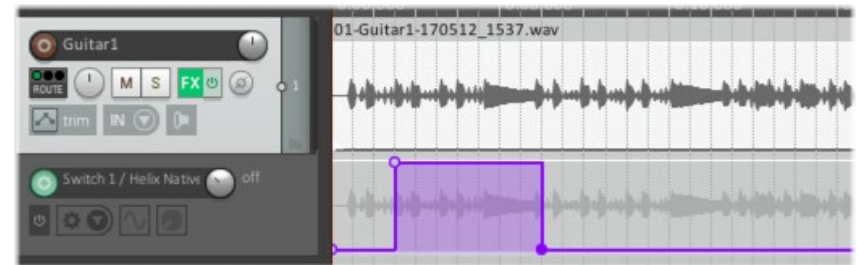 01-Guitar1-170512_1537.wav
Guitar1
ROUTE
M S FX
1
trim IN
Switch 1 / Helix Native off